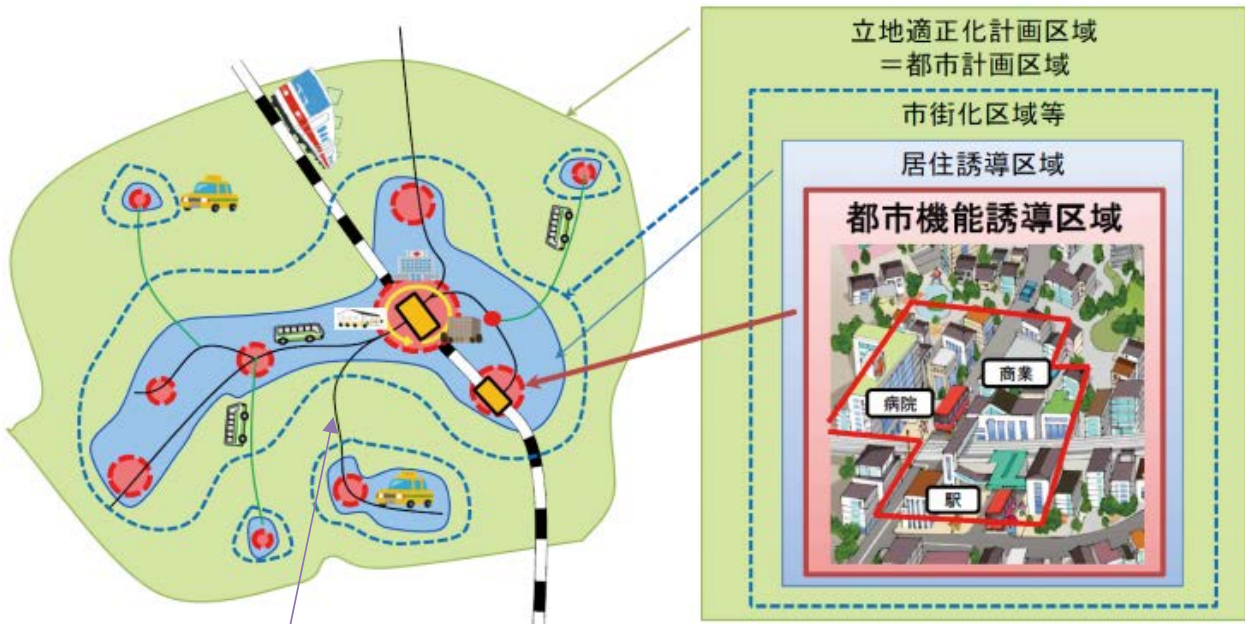 立地適正化計画区域
＝都市計画区域
市街化区域等
居住誘導区域
都市機能誘導区域
商業
病院
駅